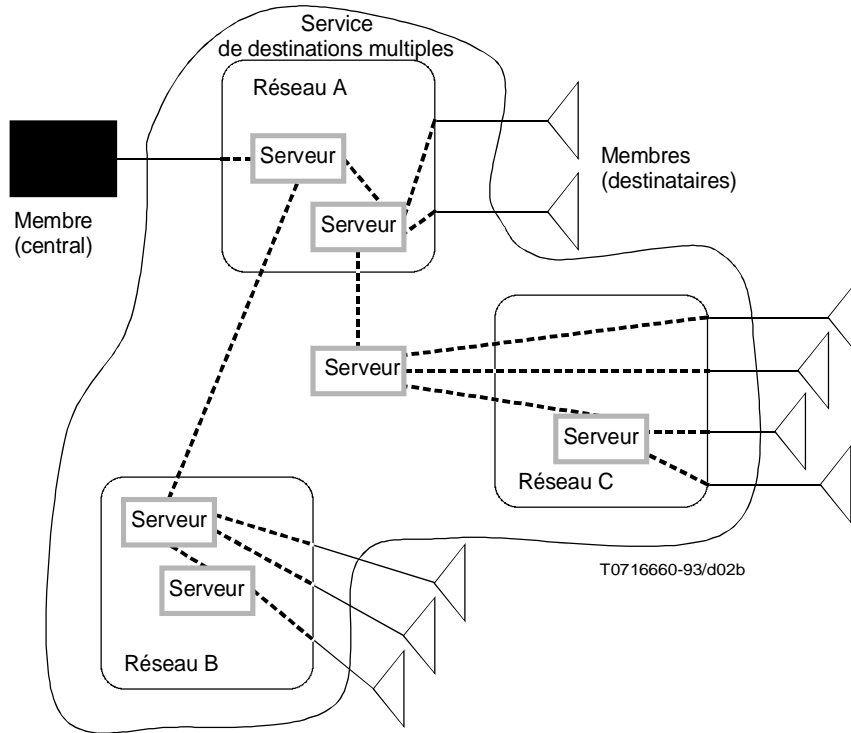 Service
de destinations multiples
Réseau A
Serveur
Membres
(destinataires)
Membre
(central)
Serveur
Serveur
Serveur
Réseau C
Serveur
Serveur
T0716660-93/d02b
Réseau B